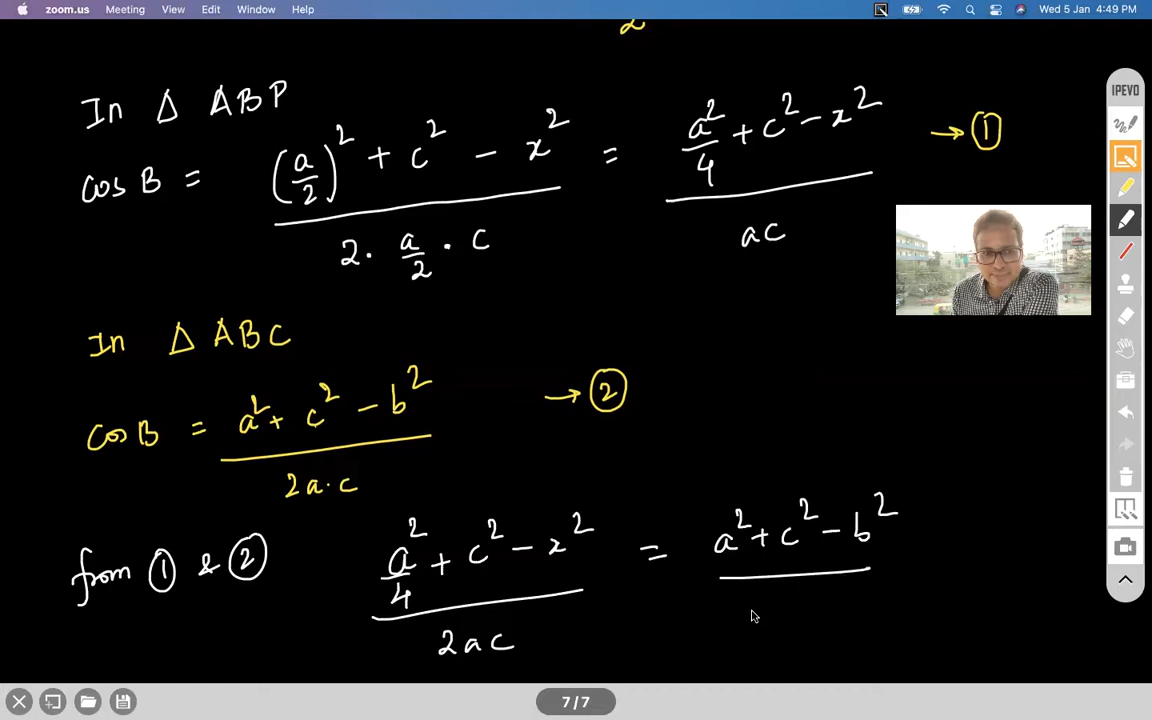 zoom.us Meeting View Edit Window Help Wed 5 Jan 4:49 PM
2
In Δ ABP
cos B = ((a/2)² + c² - x²)/(2 · a/2 · c) = (a²/4 + c² - x²)/(ac) → ①
In Δ ABC
cos B = (a² + c² - b²)/(2a·c) → ②
from ① & ② (a²/4 + c² - x²)/(2ac) = a² + c² - b²
IPEVO
7/7